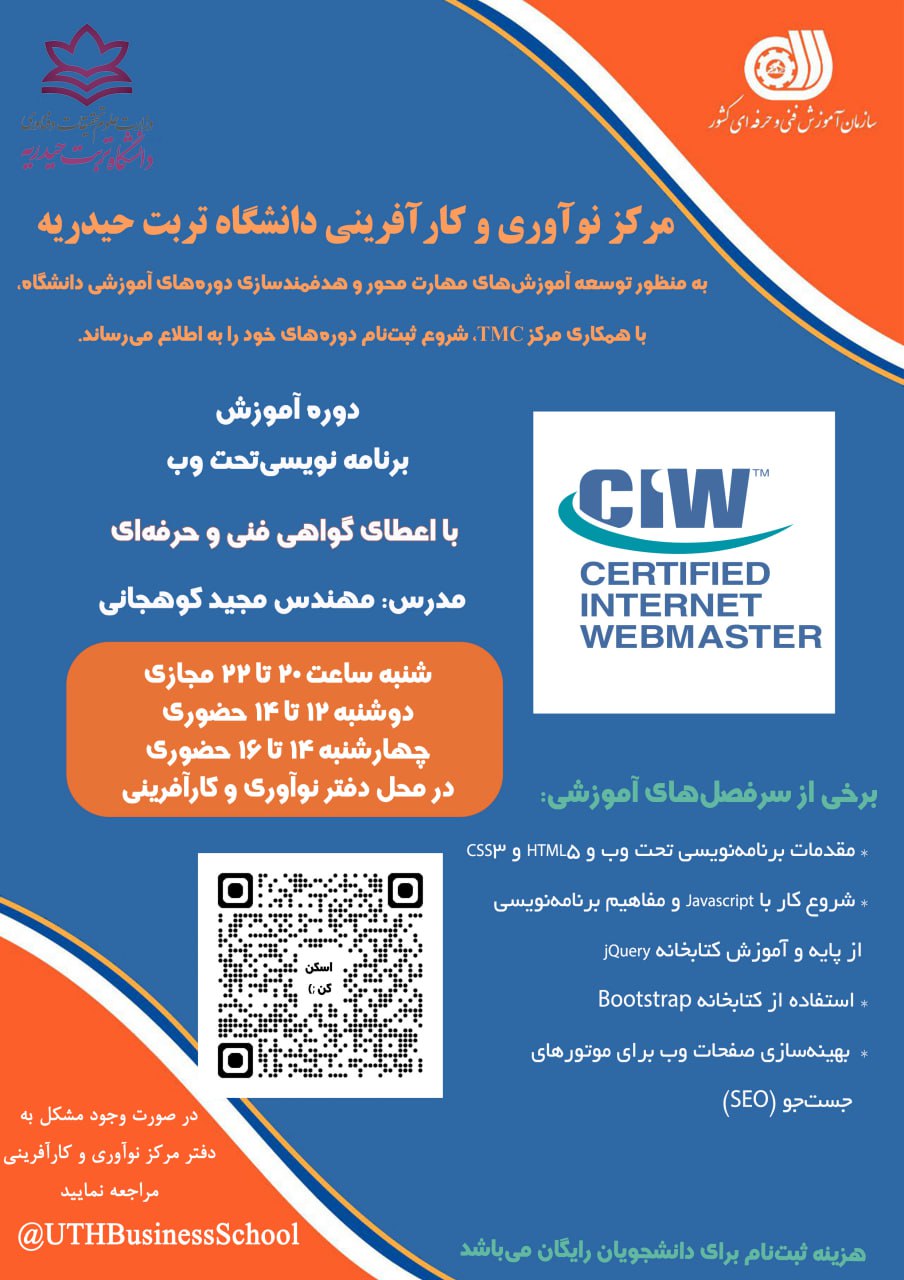 وزارت علوم، تحقیقات و فناوری
دانشگاه تربت حیدریه
سازمان آموزش فنی و حرفه ای کشور
مرکز نوآوری و کارآفرینی دانشگاه تربت حیدریه
به منظور توسعه آموزش‌های مهارت محور و هدفمندسازی دوره‌های آموزشی دانشگاه،
با همکاری مرکز TMC، شروع ثبت‌نام دوره‌های خود را به اطلاع می‌رساند.
دوره آموزش
برنامه نویسی‌تحت وب
با اعطای گواهی فنی و حرفه‌ای
مدرس: مهندس مجید کوهجانی
CIW™
CERTIFIED
INTERNET
WEBMASTER
شنبه ساعت ۲۰ تا ۲۲ مجازی
دوشنبه ۱۲ تا ۱۴ حضوری
چهارشنبه ۱۴ تا ۱۶ حضوری
در محل دفتر نوآوری و کارآفرینی
برخی از سرفصل‌های آموزشی:
* مقدمات برنامه‌نویسی تحت وب و HTML۵ و CSS۳
* شروع کار با Javascript و مفاهیم برنامه‌نویسی
از پایه و آموزش کتابخانه jQuery
* استفاده از کتابخانه Bootstrap
* بهینه‌سازی صفحات وب برای موتورهای
جست‌جو (SEO)
اسکن
کن ;)
در صورت وجود مشکل به
دفتر مرکز نوآوری و کارآفرینی
مراجعه نمایید
@UTHBusinessSchool
هزینه ثبت‌نام برای دانشجویان رایگان می‌باشد